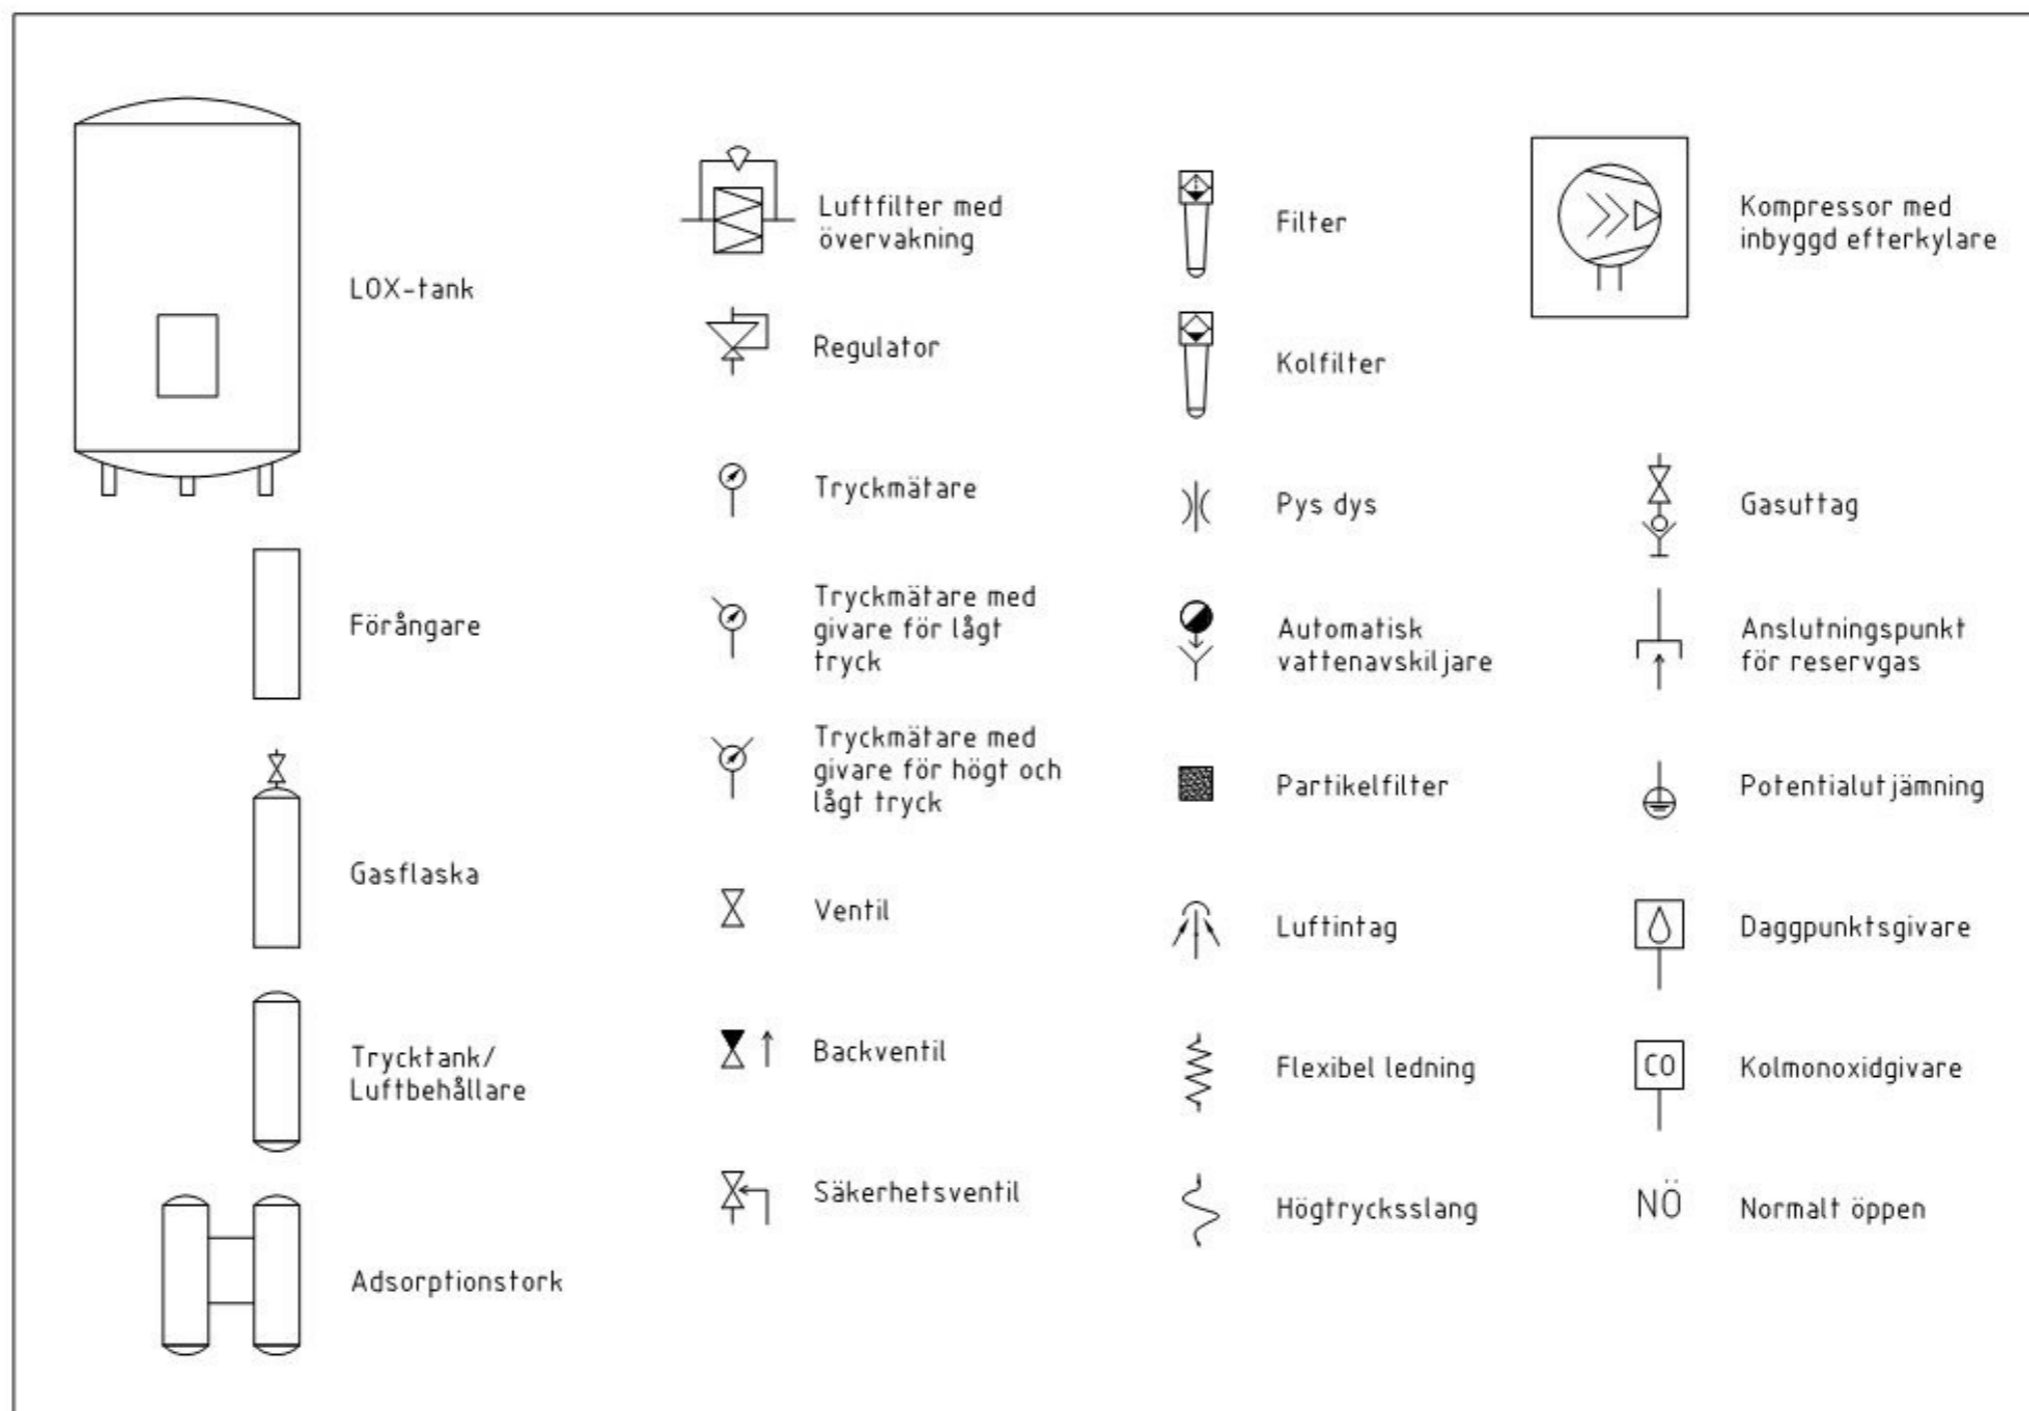 LOX-tank
Förångare
Gasflaska
Trycktank/
Luftbehållare
Adsorptionstork
Luftfilter med
övervakning
Regulator
Tryckmätare
Tryckmätare med
givare för lågt
tryck
Tryckmätare med
givare för högt och
lågt tryck
Ventil
Backventil
Säkerhetsventil
Filter
Kolfilter
Pys dys
Automatisk
vattenavskiljare
Partikelfilter
Luftintag
Flexibel ledning
Högtrycksslang
Kompressor med
inbyggd efterkylare
Gasuttag
Anslutningspunkt
för reservgas
Potentialutjämning
Daggpunktsgivare
CO Kolmonoxidgivare
NÖ Normalt öppen